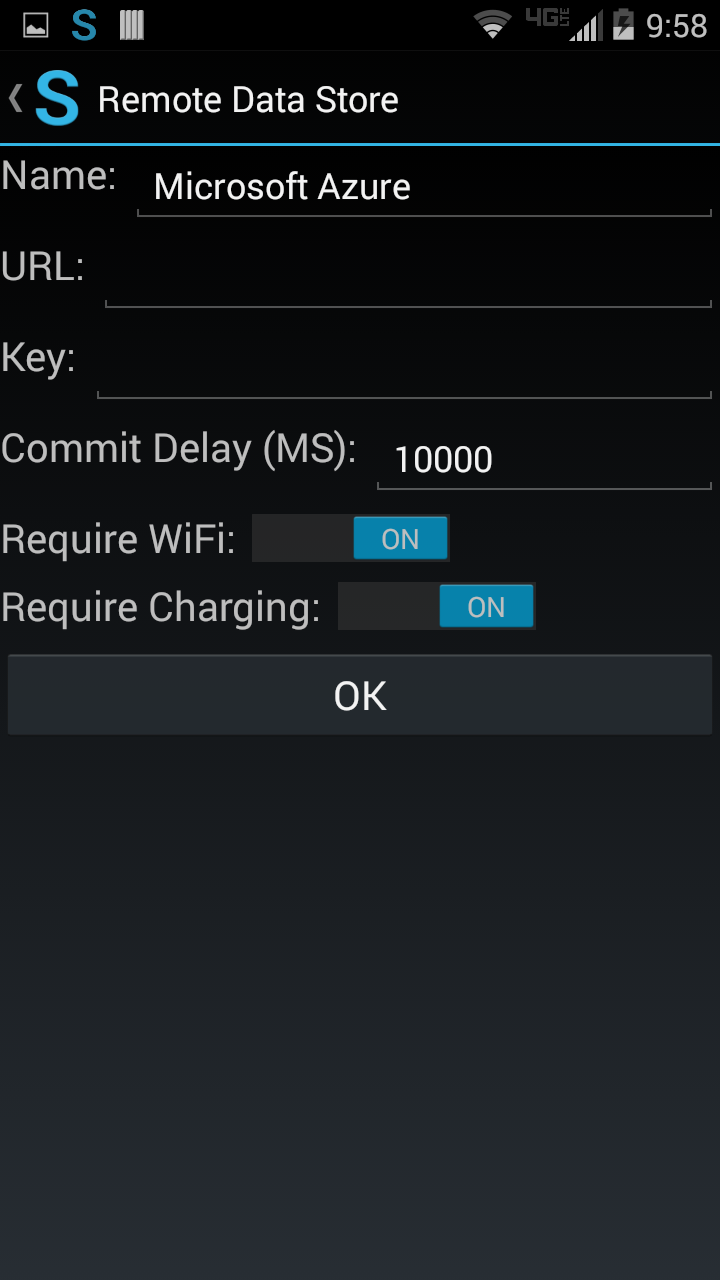 S 4G LTE 9:58
S Remote Data Store
Name: Microsoft Azure
URL:
Key:
Commit Delay (MS): 10000
Require WiFi: ON
Require Charging: ON
OK